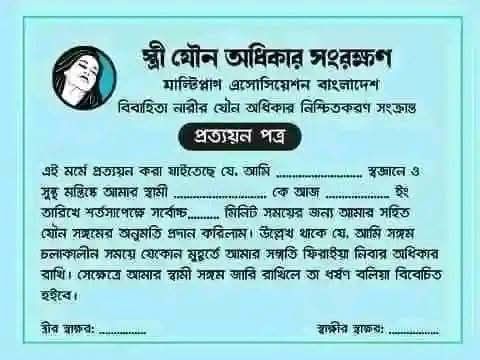 স্ত্রী যৌন অধিকার সংরক্ষণ
মাল্টিপ্লাগ এসোসিয়েশন বাংলাদেশ
বিবাহিতা নারীর যৌন অধিকার নিশ্চিতকরণ সংক্রান্ত
প্রত্যয়ন পত্র
এই মর্মে প্রত্যয়ন করা যাইতেছে যে, আমি ............................ স্বজ্ঞানে ও
সুস্থ মস্তিষ্কে আমার স্বামী ............................ কে আজ ................... ইং
তারিখে শর্তসাপেক্ষে সর্বোচ্চ.......... মিনিট সময়ের জন্য আমার সহিত
যৌন সঙ্গমের অনুমতি প্রদান করিলাম। উল্লেখ থাকে যে, আমি সঙ্গম
চলাকালীন সময়ে যেকোন মুহূর্তে আমার সম্মতি ফিরাইয়া নিবার অধিকার
রাখি। সেক্ষেত্রে আমার স্বামী সঙ্গম জারি রাখিলে তা ধর্ষণ বলিয়া বিবেচিত
হইবে।
স্ত্রীর স্বাক্ষর: ...............
স্বাক্ষীর স্বাক্ষর: ................